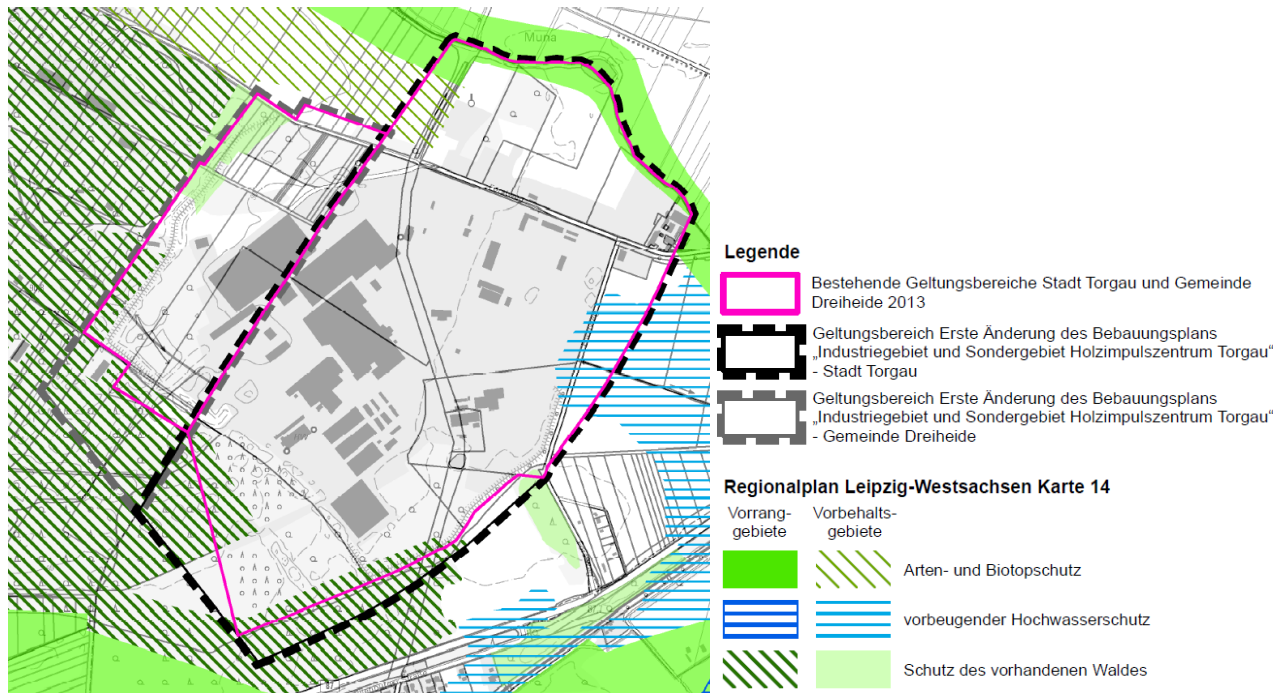 Muna
Legende
Bestehende Geltungsbereiche Stadt Torgau und Gemeinde
Dreiheide 2013
Geltungsbereich Erste Änderung des Bebauungsplans
„Industriegebiet und Sondergebiet Holzimpulszentrum Torgau“
- Stadt Torgau
Geltungsbereich Erste Änderung des Bebauungsplans
„Industriegebiet und Sondergebiet Holzimpulszentrum Torgau“
- Gemeinde Dreiheide
Regionalplan Leipzig-Westsachsen Karte 14
Vorrang-
gebiete
Vorbehalts-
gebiete
Arten- und Biotopschutz
vorbeugender Hochwasserschutz
Schutz des vorhandenen Waldes
87